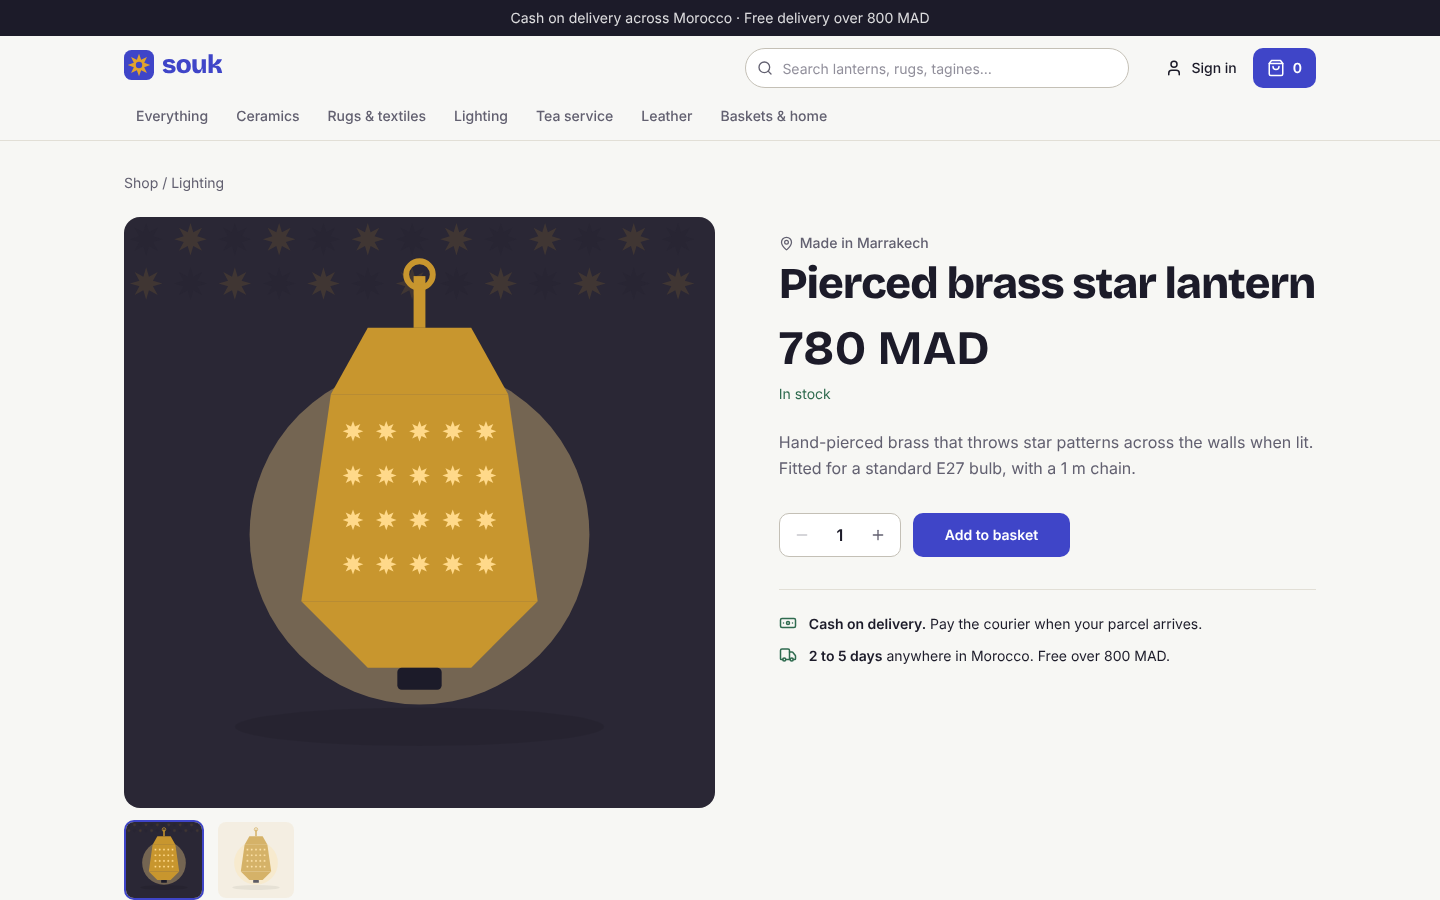 Cash on delivery across Morocco · Free delivery over 800 MAD
souk
Search lanterns, rugs, tagines...
Sign in
0
Everything
Ceramics
Rugs & textiles
Lighting
Tea service
Leather
Baskets & home
Shop / Lighting
Made in Marrakech
Pierced brass star lantern
780 MAD
In stock
Hand-pierced brass that throws star patterns across the walls when lit.
Fitted for a standard E27 bulb, with a 1 m chain.
1
Add to basket
Cash on delivery. Pay the courier when your parcel arrives.
2 to 5 days anywhere in Morocco. Free over 800 MAD.